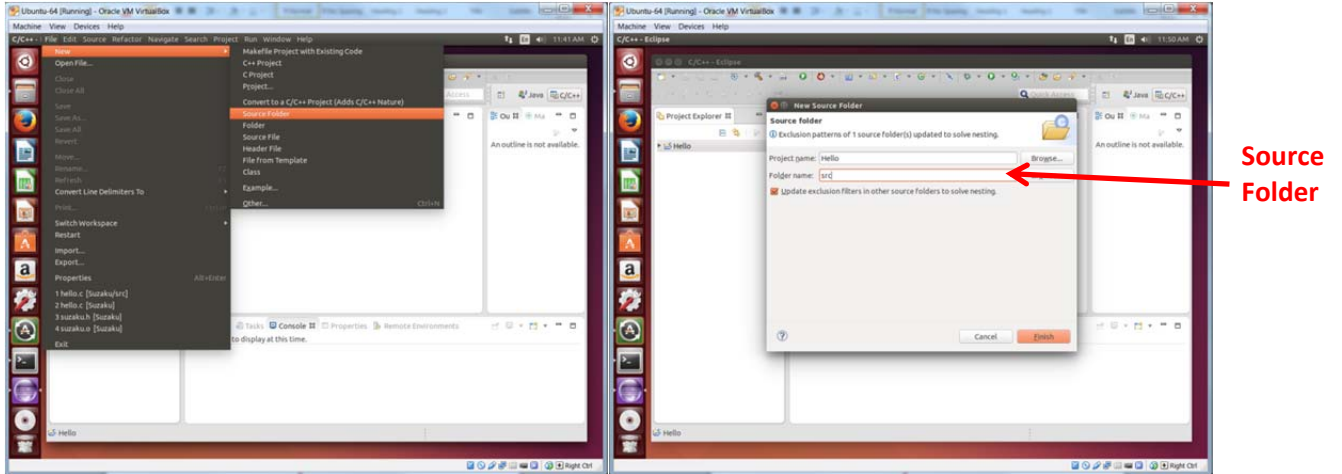 Ubuntu-64 [Running] - Oracle VM VirtualBox
Machine View Devices Help
C/C++ - File Edit Source Refactor Navigate Search Project Run Window Help 11:41 AM
New
Open File...
Close
Close All
Save
Save As...
Save All
Revert
Move...
Rename...
Refresh
Convert Line Delimiters To
Print...
Switch Workspace
Restart
Import...
Export...
Properties Alt+Enter
1 hello.c [Suzaku/src]
2 hello.c [Suzaku]
3 suzaku.h [Suzaku]
4 suzaku.o [Suzaku]
Exit
Makefile Project with Existing Code
C++ Project
C Project
Project...
Convert to a C/C++ Project (Adds C/C++ Nature)
Source Folder
Folder
Source File
Header File
File from Template
Class
Example...
Other... Ctrl+N
Access Java C/C++
Ou Ma
An outline is not available.
Tasks Console Properties Remote Environments
to display at this time.
Hello
Right Ctrl
Ubuntu-64 [Running] - Oracle VM VirtualBox
Machine View Devices Help
C/C++ - Eclipse 11:50 AM
C/C++ - Eclipse
Quick Access Java C/C++
Project Explorer
Hello
Ou Ma
An outline is not available.
New Source Folder
Source folder
Exclusion patterns of 1 source folder(s) updated to solve nesting.
Project name: Hello Browse...
Folder name: src
Update exclusion filters in other source folders to solve nesting.
Cancel Finish
Hello
Right Ctrl
Source
Folder